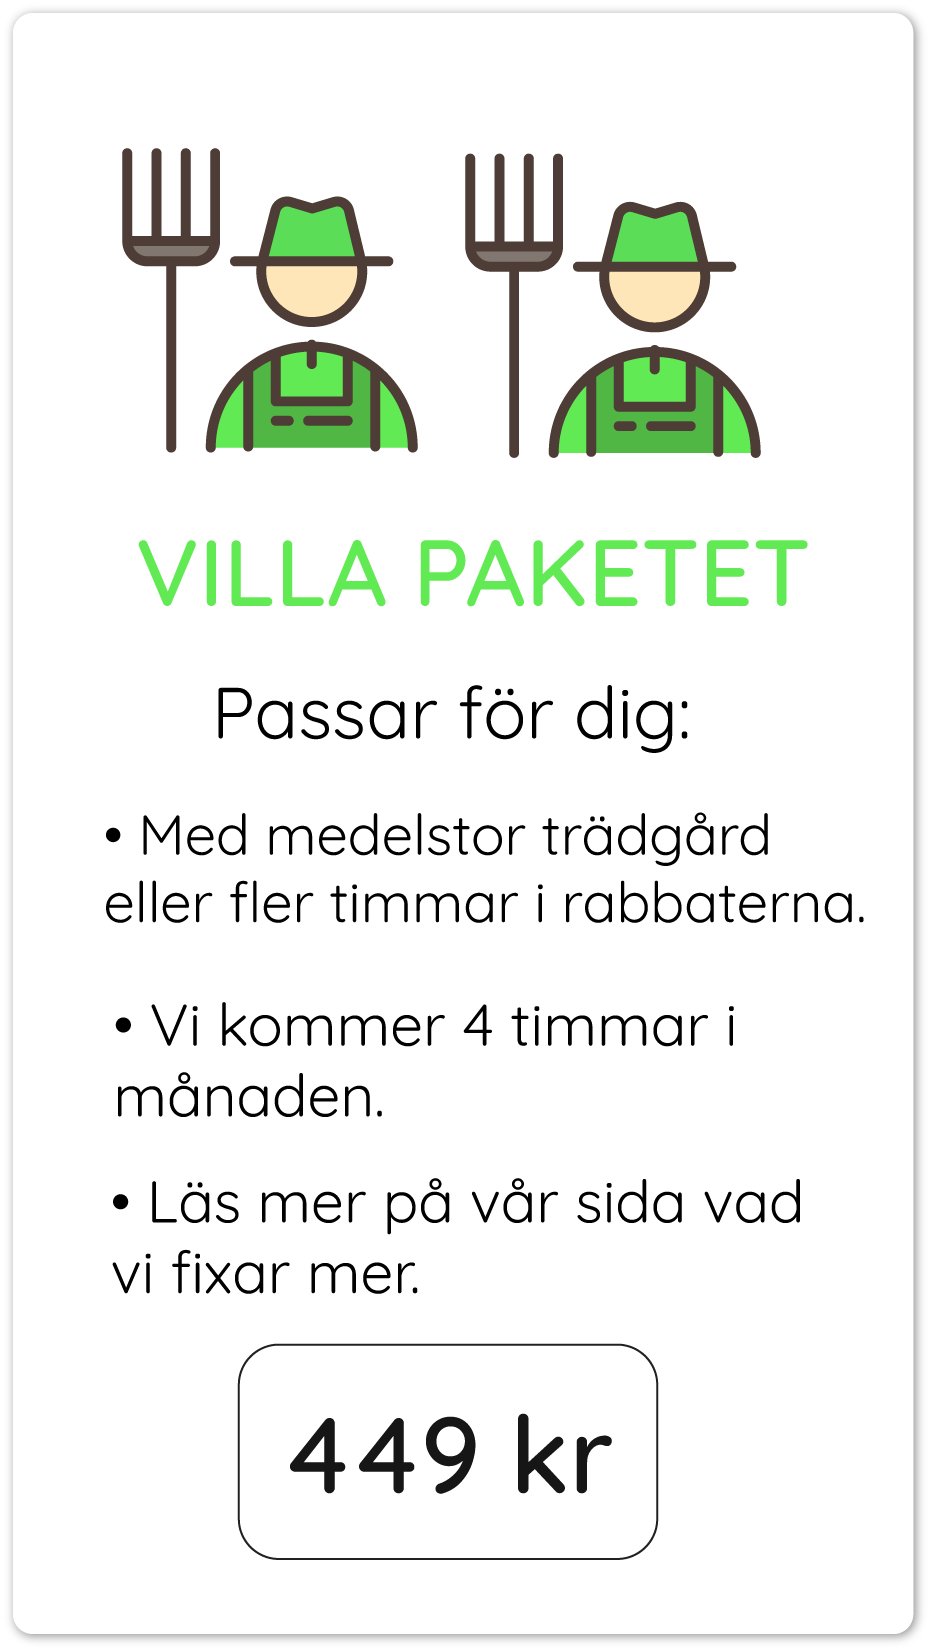 VILLA PAKETET
Passar för dig:
• Med medelstor trädgård
eller fler timmar i rabbaterna.
• Vi kommer 4 timmar i
månaden.
• Läs mer på vår sida vad
vi fixar mer.
449 kr